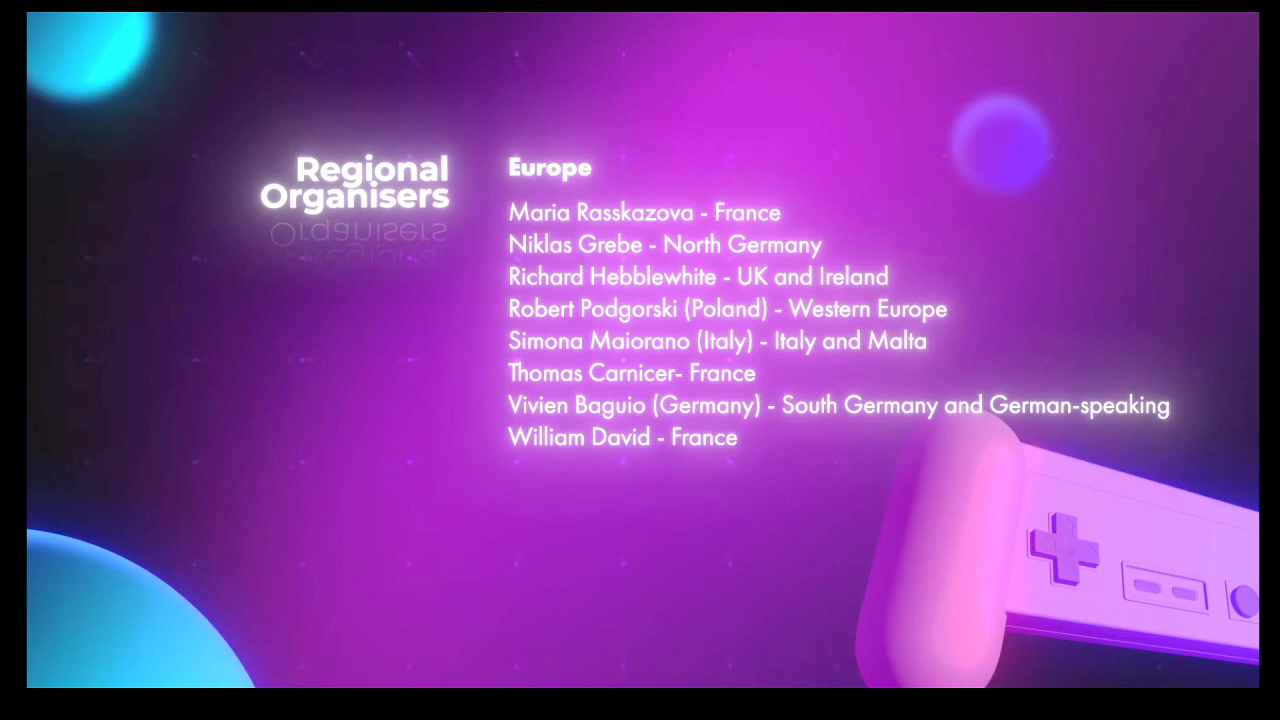 Regional
Organisers
Europe
Maria Rasskazova - France
Niklas Grebe - North Germany
Richard Hebblewhite - UK and Ireland
Robert Podgorski (Poland) - Western Europe
Simona Maiorano (Italy) - Italy and Malta
Thomas Carnicer- France
Vivien Baguio (Germany) - South Germany and German-speaking
William David - France